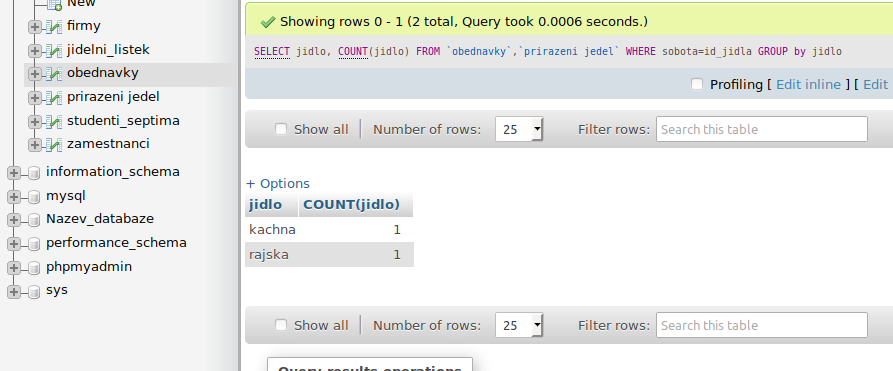 New
firmy
jidelni_listek
obednavky
prirazeni jedel
studenti_septima
zamestnanci
information_schema
mysql
Nazev_databaze
performance_schema
phpmyadmin
sys
Showing rows 0 - 1 (2 total, Query took 0.0006 seconds.)
SELECT jidlo, COUNT(jidlo) FROM `obednavky`,`prirazeni jedel` WHERE sobota=id_jidla GROUP by jidlo
Profiling [ Edit inline ] [ Edit
Show all Number of rows: 25 Filter rows: Search this table
+ Options
jidlo COUNT(jidlo)
kachna 1
rajska 1
Show all Number of rows: 25 Filter rows: Search this table
Query results operations